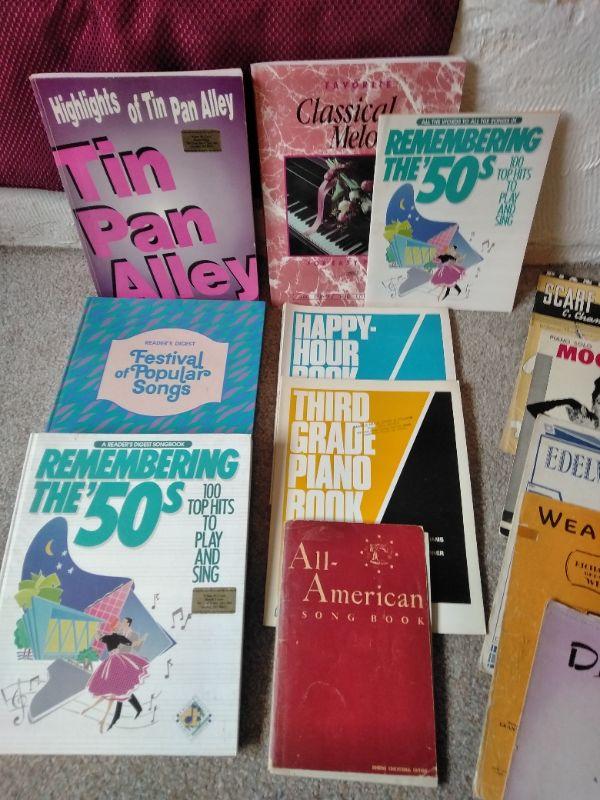 Highlights of Tin Pan Alley
Tin
Pan
Alley
FAVORITE
Classical
Melo
ALL THE WORDS TO ALL THE SONGS IN
REMEMBERING
THE '50s
100
TOP HITS
TO
PLAY
AND
SING
READER'S DIGEST
Festival
of Popular
Songs
HAPPY-
HOUR
BOOK
THIRD
GRADE
PIANO
BOOK
A READER'S DIGEST SONGBOOK
REMEMBERING
THE '50s
100
TOP HITS
TO
PLAY
AND
SING
All-
American
SONG BOOK
SCARF
C. Cham
PIANO SOLO
MOO
EDELW
WEA
DA